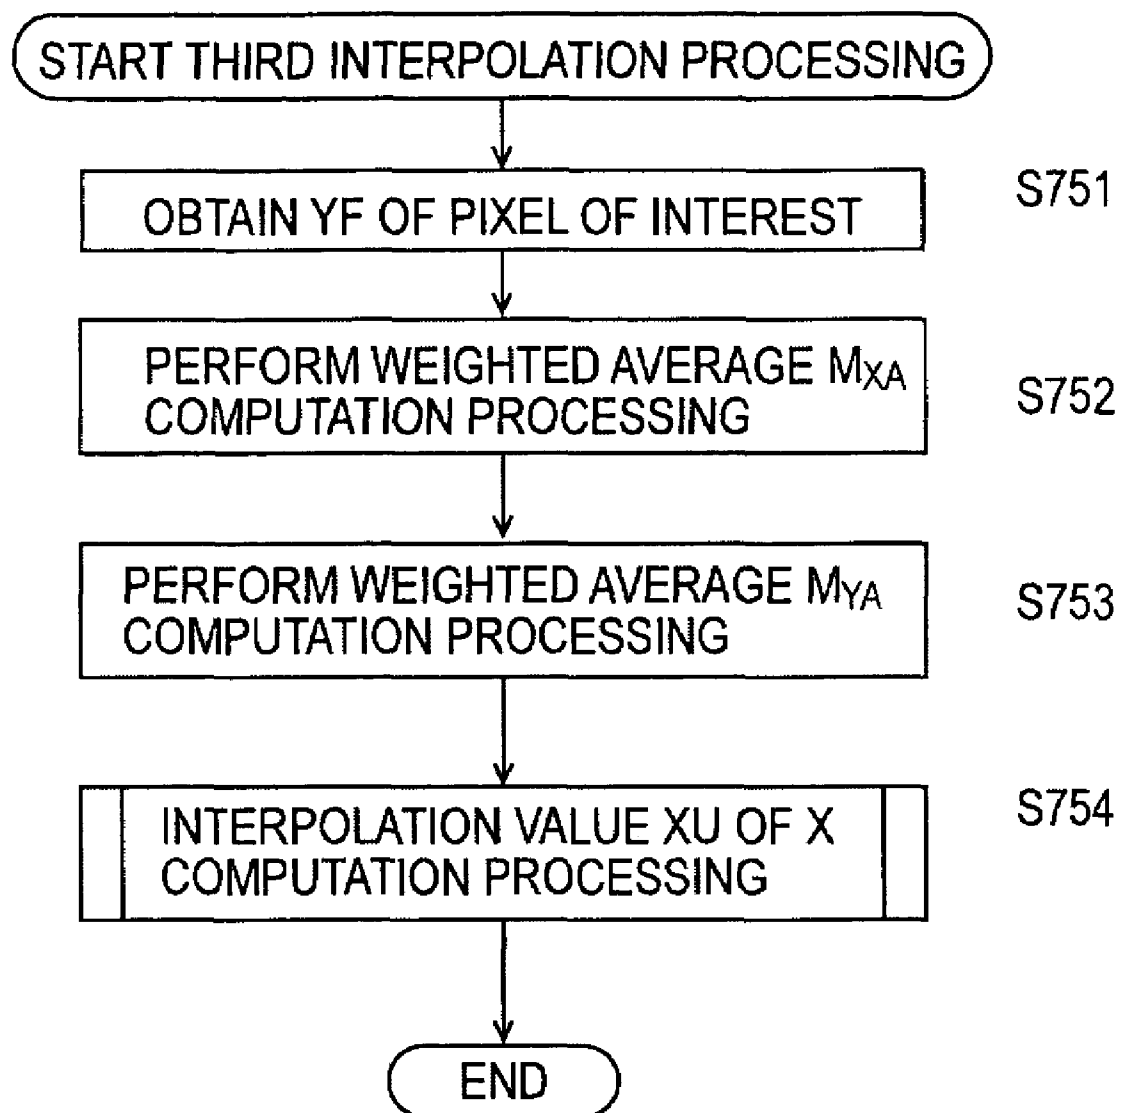 START THIRD INTERPOLATION PROCESSING
OBTAIN YF OF PIXEL OF INTEREST
S751
PERFORM WEIGHTED AVERAGE MXA
COMPUTATION PROCESSING
S752
PERFORM WEIGHTED AVERAGE MYA
COMPUTATION PROCESSING
S753
INTERPOLATION VALUE XU OF X
COMPUTATION PROCESSING
S754
END